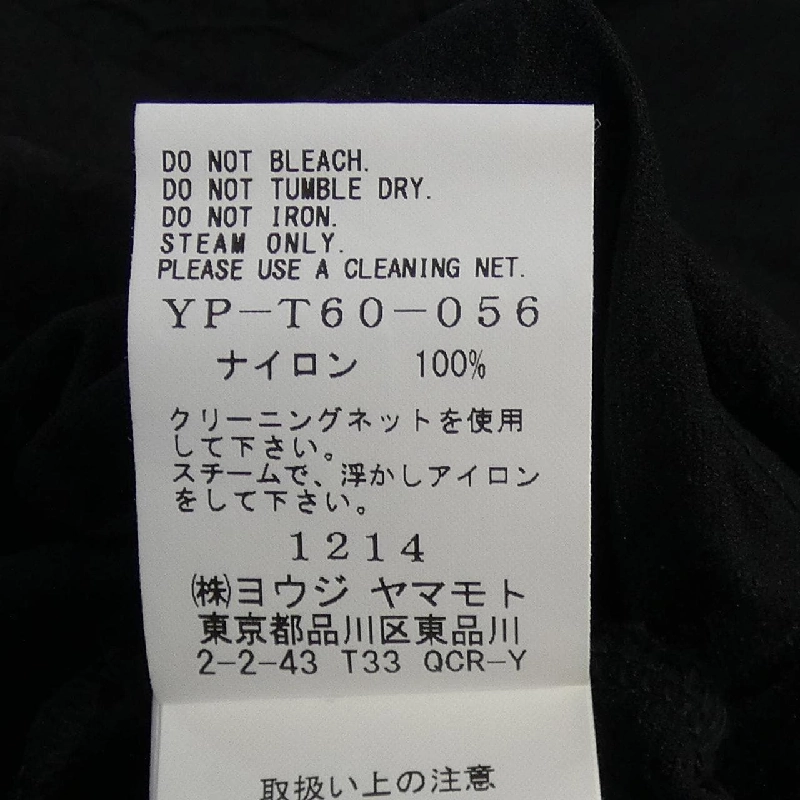 DO NOT BLEACH.
DO NOT TUMBLE DRY.
DO NOT IRON.
STEAM ONLY.
PLEASE USE A CLEANING NET.
YP-T60-056
ナイロン 100%
クリーニングネットを使用
して下さい。
スチームで、浮かしアイロン
をして下さい。
1214
㈱ヨウジ ヤマモト
東京都品川区東品川
2-2-43 T33 QCR-Y
取扱い上の注意